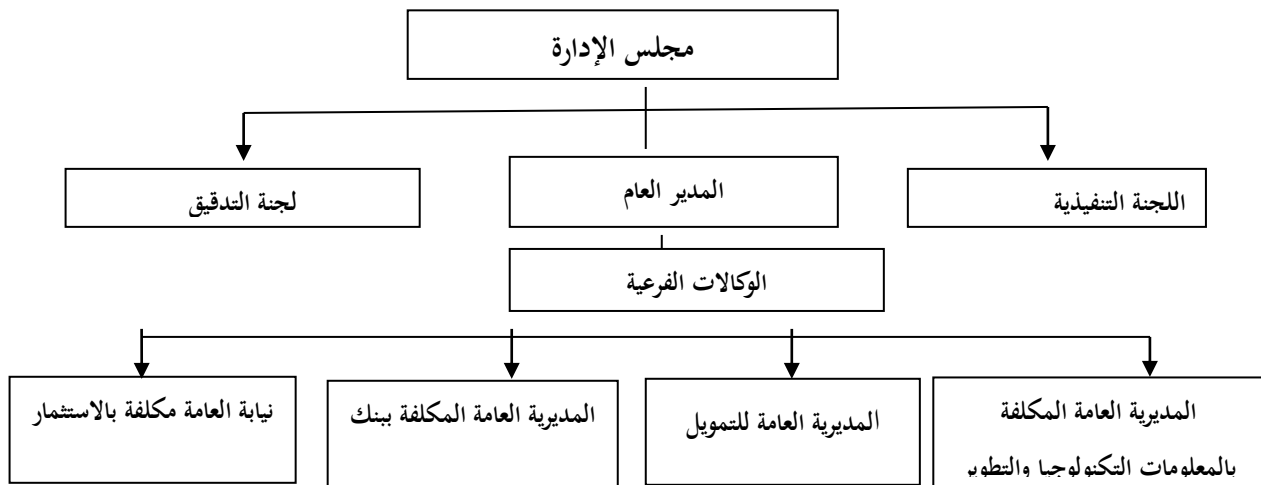 مجلس الإدارة
اللجنة التنفيذية
المدير العام
لجنة التدقيق
الوكالات الفرعية
المديرية العامة المكلفة
بالمعلومات التكنولوجيا والتطوير
المديرية العامة للتمويل
المديرية العامة المكلفة ببنك
نيابة العامة مكلفة بالاستثمار